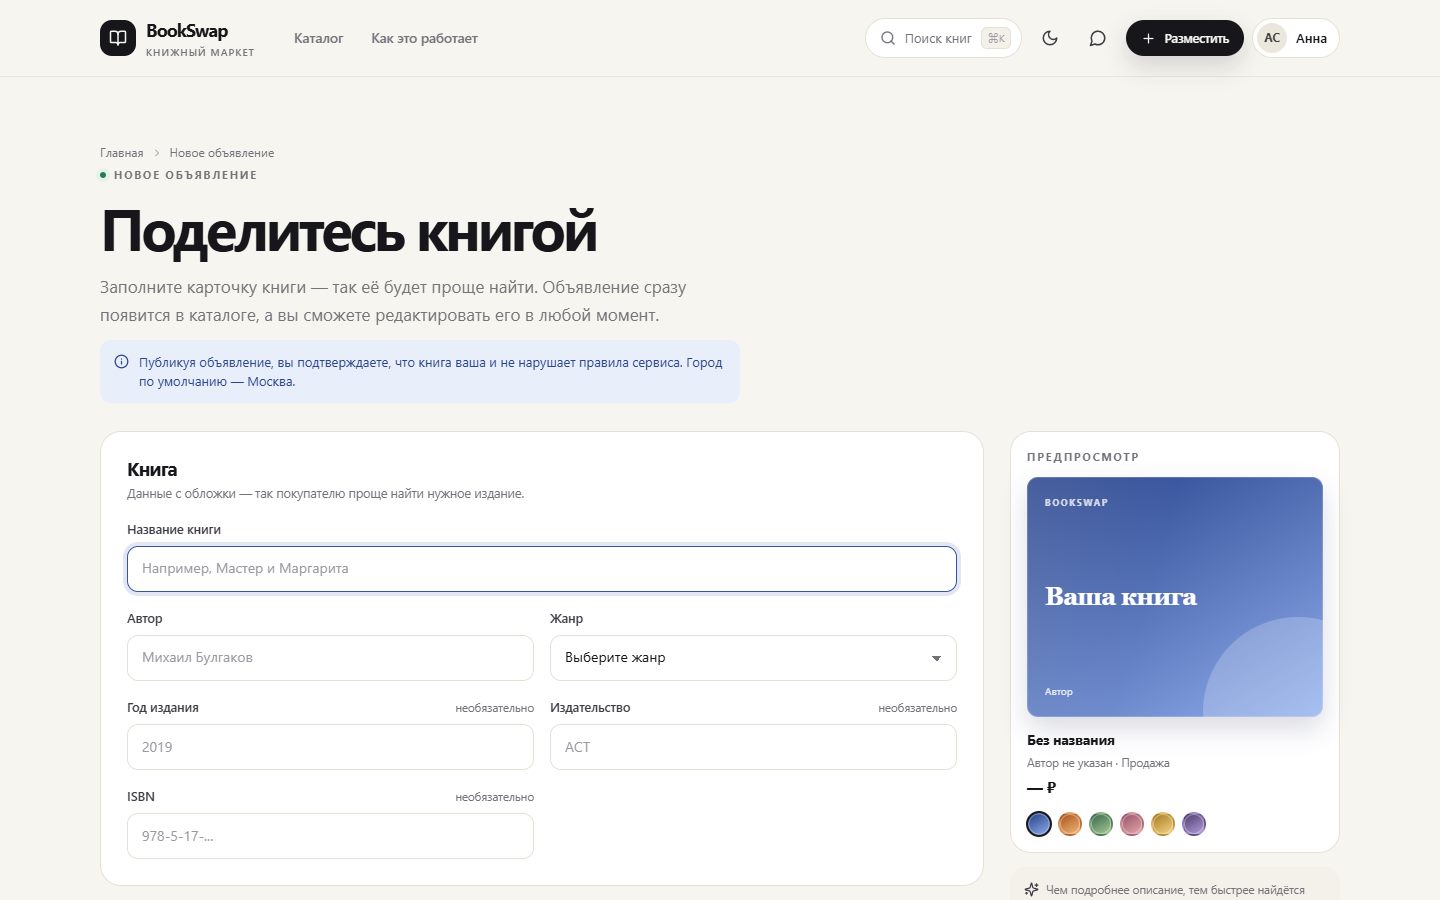 BookSwap
КНИЖНЫЙ МАРКЕТ
Каталог
Как это работает
Поиск книг
⌘K
Разместить
АС
Анна
Главная
Новое объявление
НОВОЕ ОБЪЯВЛЕНИЕ
Поделитесь книгой
Заполните карточку книги — так её будет проще найти. Объявление сразу
появится в каталоге, а вы сможете редактировать его в любой момент.
Публикуя объявление, вы подтверждаете, что книга ваша и не нарушает правила сервиса. Город
по умолчанию — Москва.
Книга
Данные с обложки — так покупателю проще найти нужное издание.
Название книги
Например, Мастер и Маргарита
Автор
Михаил Булгаков
Жанр
Выберите жанр
Год издания
необязательно
2019
Издательство
необязательно
АСТ
ISBN
необязательно
978-5-17-...
ПРЕДПРОСМОТР
BOOKSWAP
Ваша книга
Автор
Без названия
Автор не указан · Продажа
— ₽
Чем подробнее описание, тем быстрее найдётся